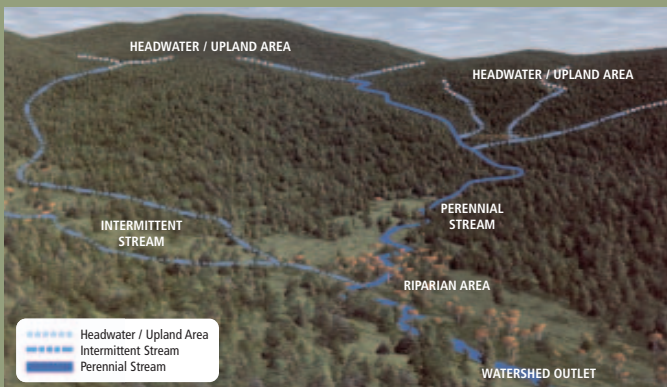 HEADWATER / UPLAND AREA
HEADWATER / UPLAND AREA
INTERMITTENT
STREAM
PERENNIAL
STREAM
RIPARIAN AREA
Headwater / Upland Area
Intermittent Stream
Perennial Stream
WATERSHED OUTLET